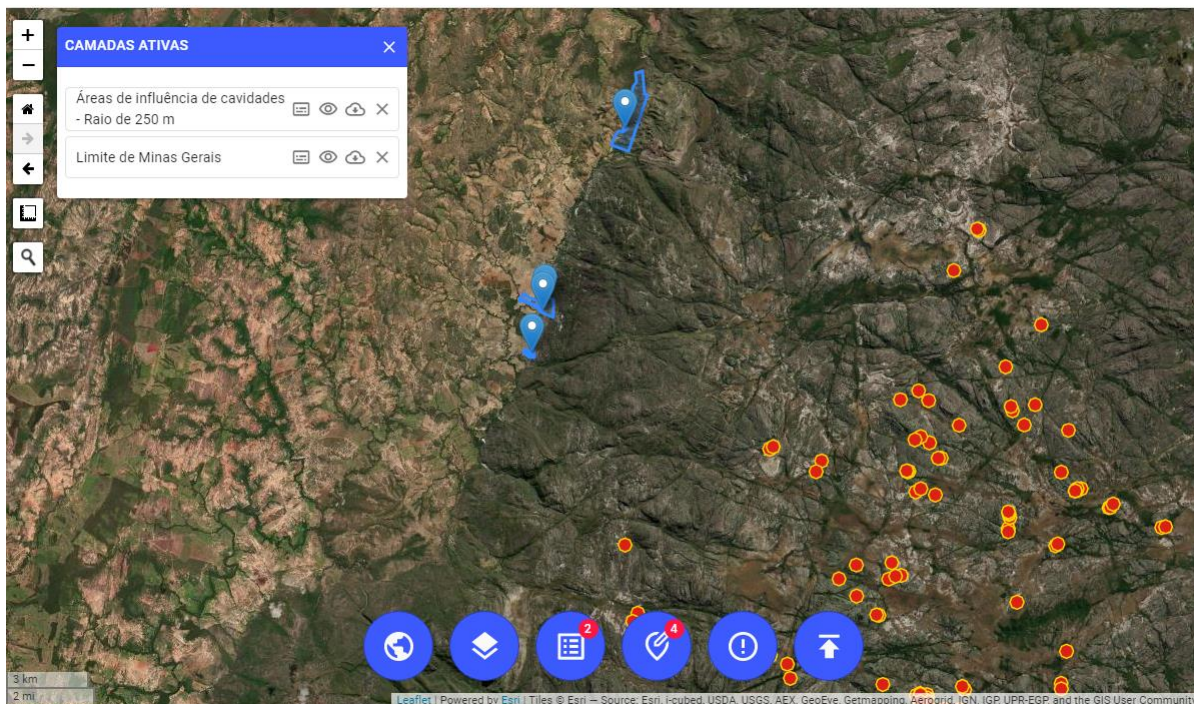 +
−
CAMADAS ATIVAS
Áreas de influência de cavidades
- Raio de 250 m
Limite de Minas Gerais
2
4
3 km
2 mi
Leaflet | Powered by Esri | Tiles © Esri — Source: Esri, i-cubed, USDA, USGS, AEX, GeoEye, Getmapping, Aerogrid, IGN, IGP, UPR-EGP, and the GIS User Community